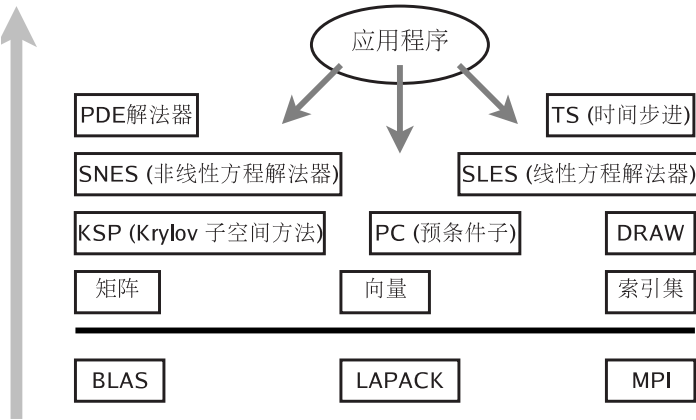 应用程序
PDE解法器
TS (时间步进)
SNES (非线性方程解法器)
SLES (线性方程解法器)
KSP (Krylov 子空间方法)
PC (预条件子)
DRAW
矩阵
向量
索引集
BLAS
LAPACK
MPI